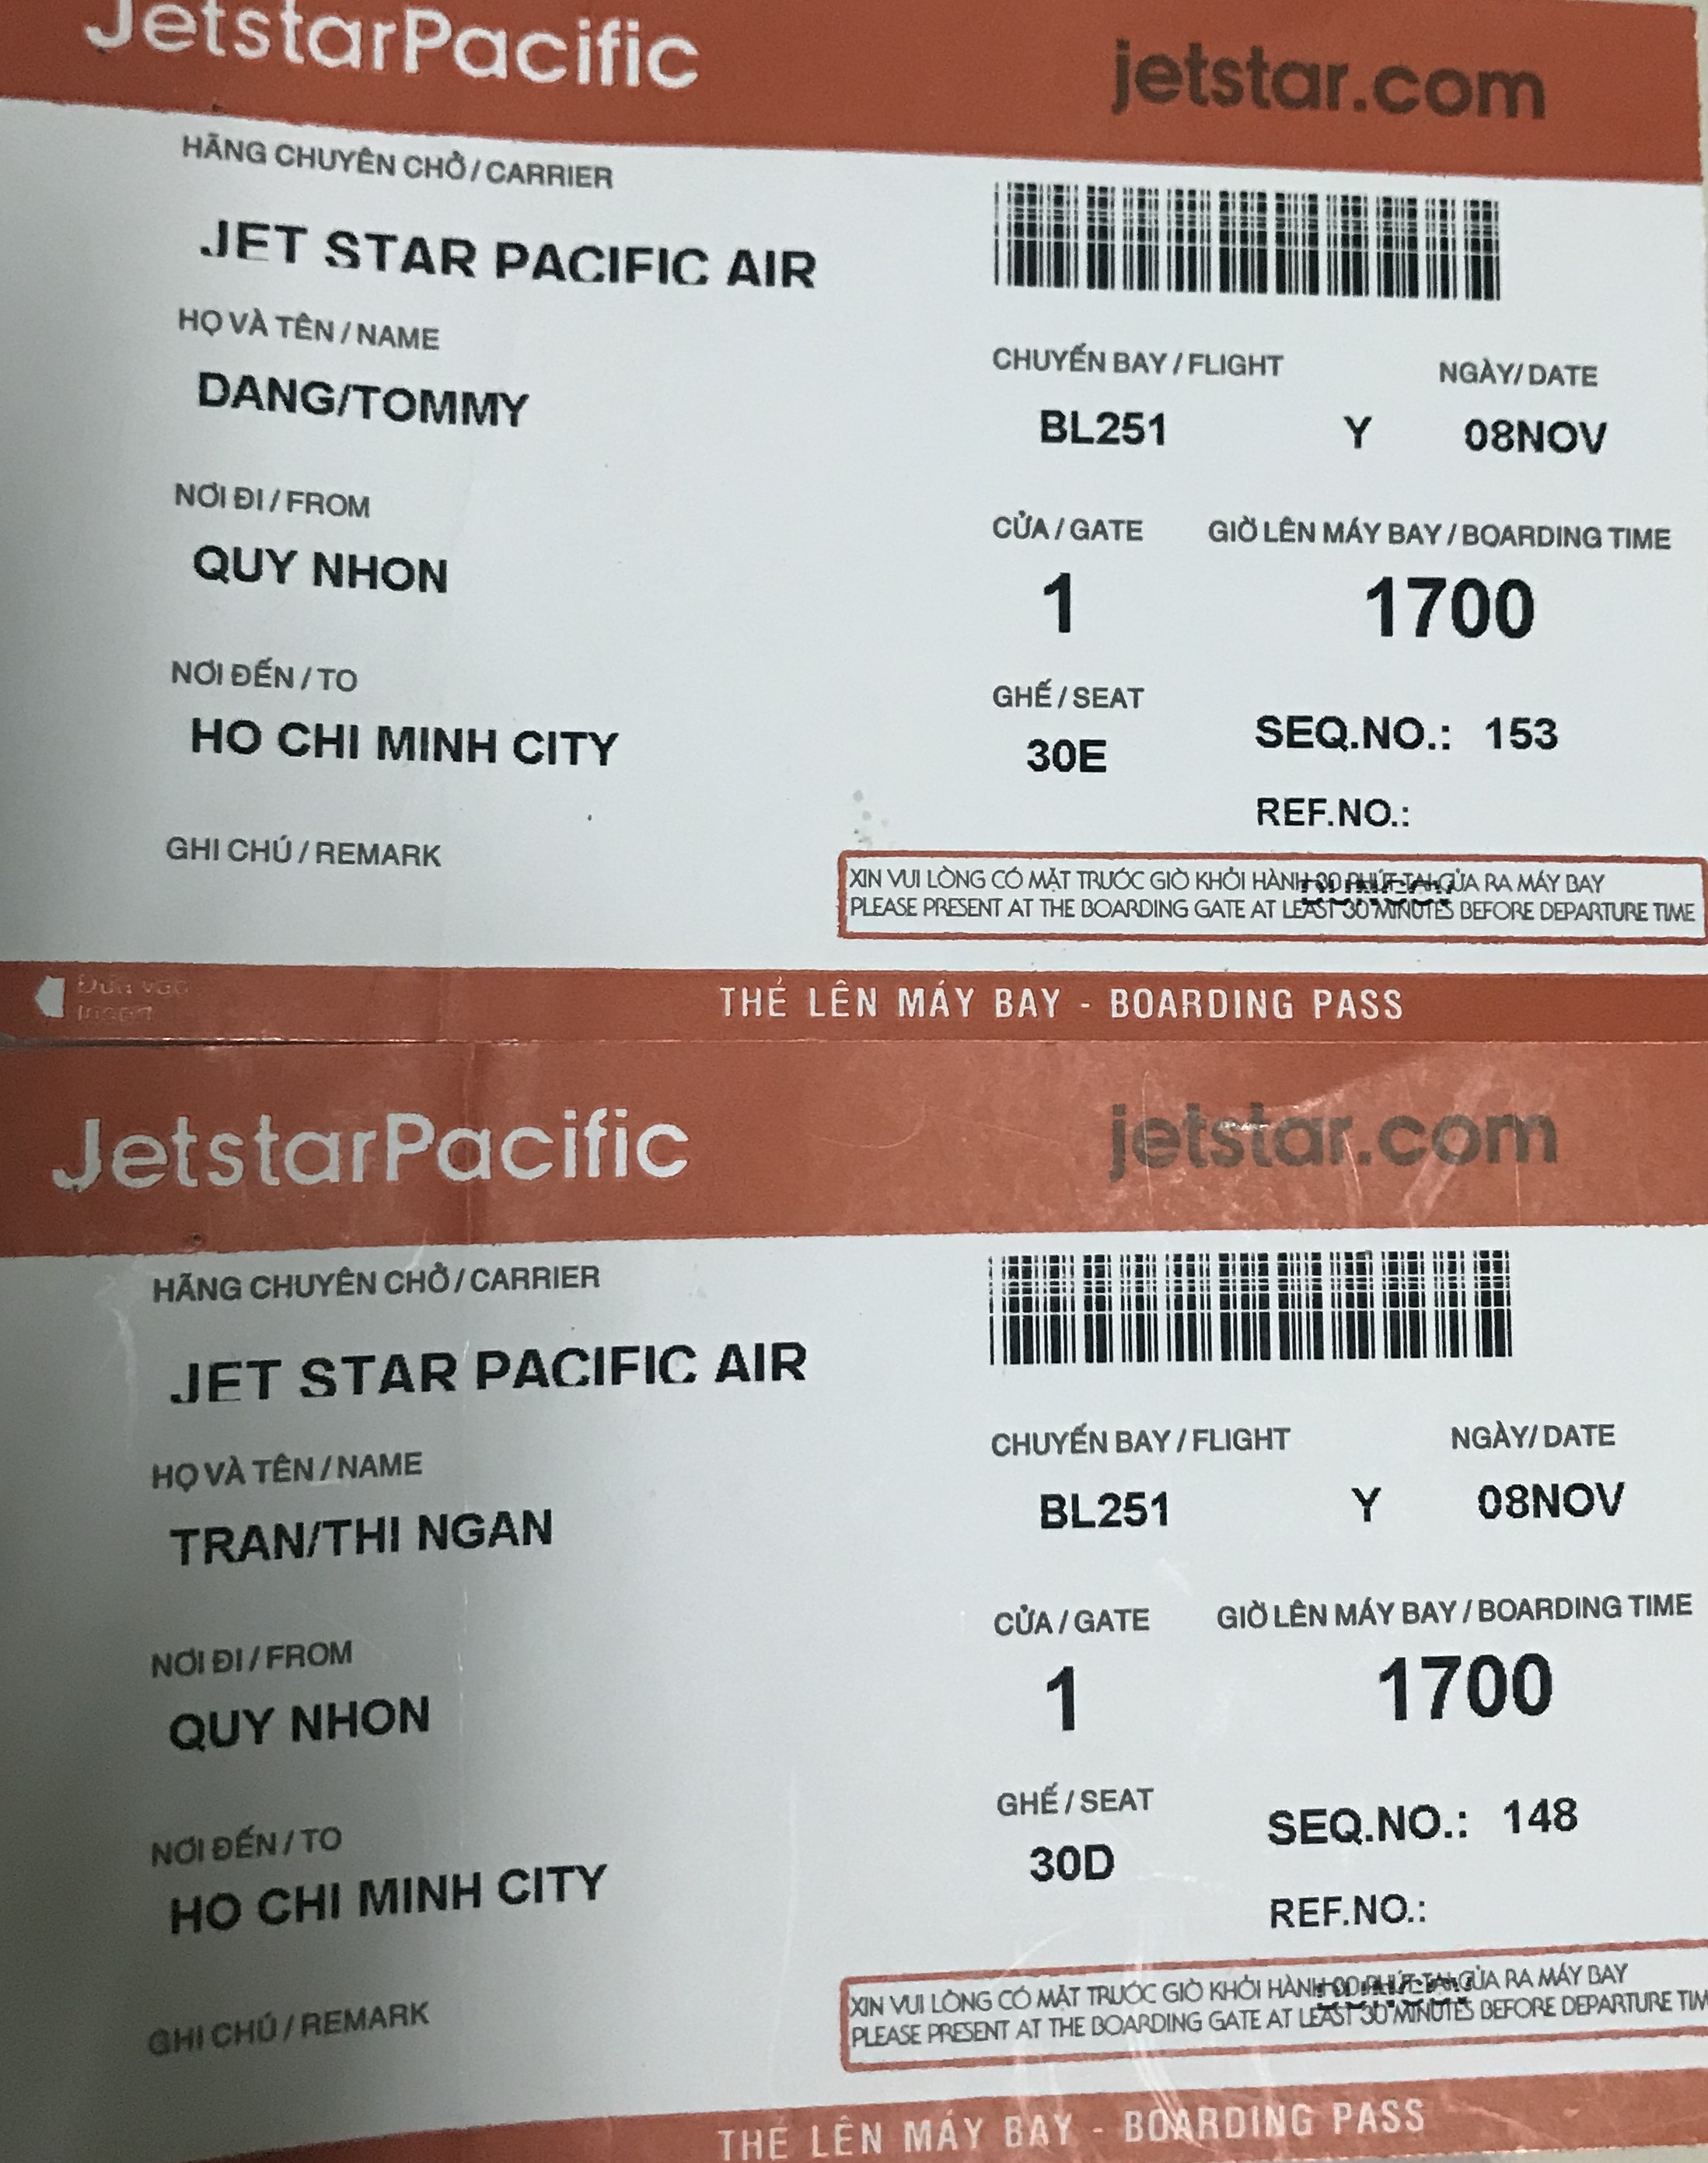 JetstarPacific
jetstar.com
HÃNG CHUYÊN CHỞ / CARRIER
JET STAR PACIFIC AIR
HỌ VÀ TÊN / NAME
DANG/TOMMY
CHUYẾN BAY / FLIGHT
NGÀY/ DATE
BL251 Y 08NOV
NƠI ĐI / FROM
QUY NHON
CỬA / GATE
GIỜ LÊN MÁY BAY / BOARDING TIME
1 1700
NƠI ĐẾN / TO
HO CHI MINH CITY
GHẾ / SEAT
30E
SEQ.NO.: 153
REF.NO.:
GHI CHÚ / REMARK
XIN VUI LÒNG CÓ MẶT TRƯỚC GIỜ KHỞI HÀNH 30 PHÚT TẠI CỬA RA MÁY BAY
PLEASE PRESENT AT THE BOARDING GATE AT LEAST 30 MINUTES BEFORE DEPARTURE TIME
Đưa vào
Insert
THẺ LÊN MÁY BAY - BOARDING PASS
JetstarPacific
jetstar.com
HÃNG CHUYÊN CHỞ / CARRIER
JET STAR PACIFIC AIR
HỌ VÀ TÊN / NAME
TRAN/THI NGAN
CHUYẾN BAY / FLIGHT
NGÀY/ DATE
BL251 Y 08NOV
NƠI ĐI / FROM
QUY NHON
CỬA / GATE
GIỜ LÊN MÁY BAY / BOARDING TIME
1 1700
NƠI ĐẾN / TO
HO CHI MINH CITY
GHẾ / SEAT
30D
SEQ.NO.: 148
REF.NO.:
GHI CHÚ / REMARK
XIN VUI LÒNG CÓ MẶT TRƯỚC GIỜ KHỞI HÀNH 30 PHÚT TẠI CỬA RA MÁY BAY
PLEASE PRESENT AT THE BOARDING GATE AT LEAST 30 MINUTES BEFORE DEPARTURE TIM
THẺ LÊN MÁY BAY - BOARDING PASS